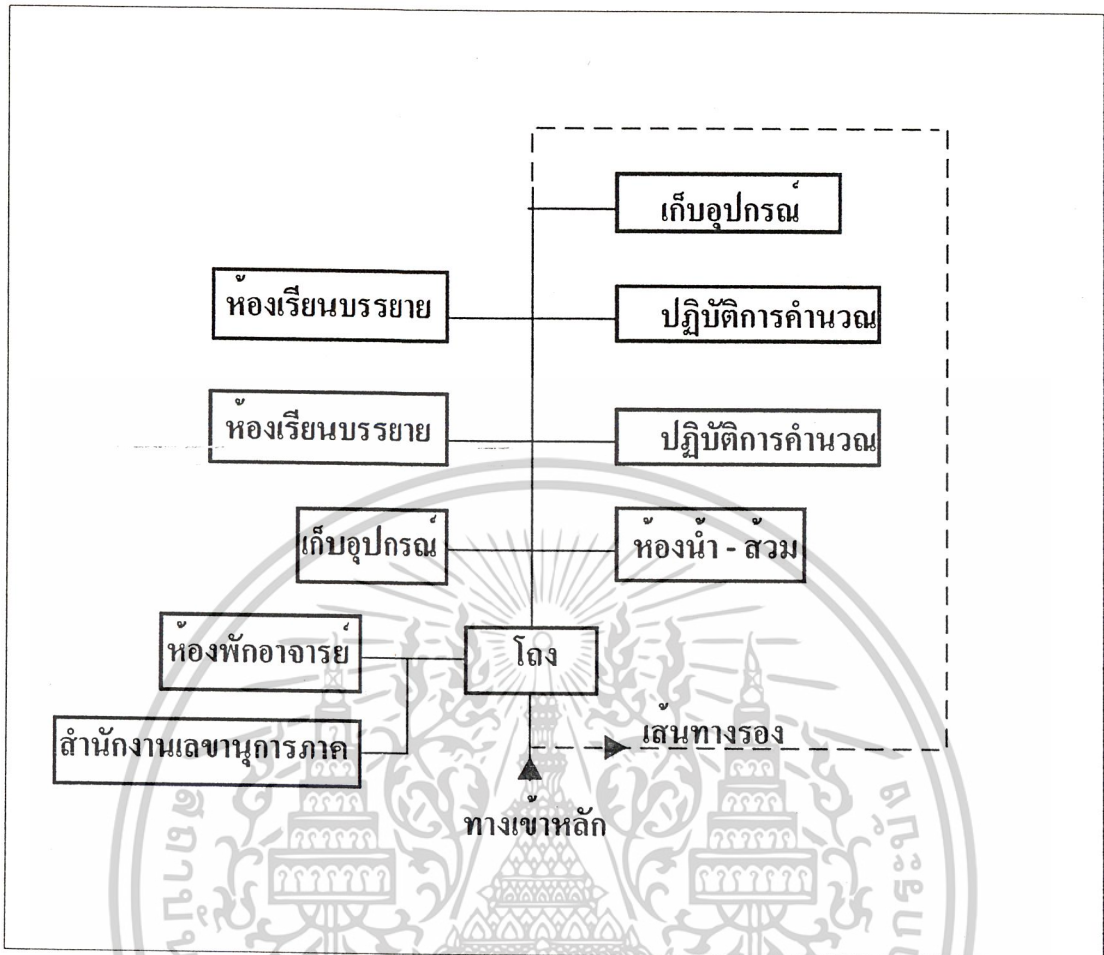 เก็บอุปกรณ์
ห้องเรียนบรรยาย
ปฏิบัติการคำนวณ
ห้องเรียนบรรยาย
ปฏิบัติการคำนวณ
เก็บอุปกรณ์
ห้องน้ำ - ส้วม
ห้องพักอาจารย์
โถง
สำนักงานเลขานุการภาค
เส้นทางรอง
ทางเข้าหลัก